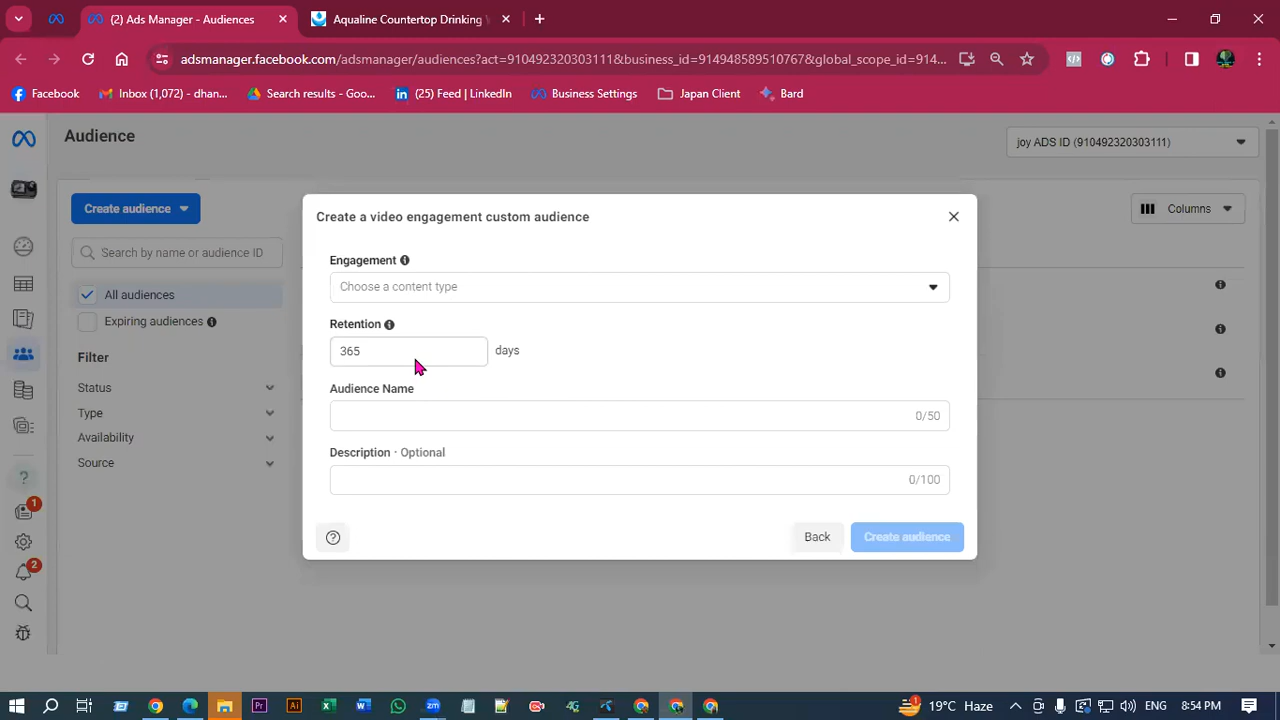 (2) Ads Manager - Audiences
Aqualine Countertop Drinking
adsmanager.facebook.com/adsmanager/audiences?act=910492320303111&business_id=914948589510767&global_scope_id=914...
Facebook
Inbox (1,072) – dhan...
Search results - Goo...
(25) Feed | LinkedIn
Business Settings
Japan Client
Bard
Audience
joy ADS ID (910492320303111)
Create audience
Columns
Search by name or audience ID
All audiences
Expiring audiences
Filter
Status
Type
Availability
Source
1
2
Create a video engagement custom audience
Engagement
Choose a content type
Retention
365
days
Audience Name
0/50
Description · Optional
0/100
Back
Create audience
19°C Haze
ENG
8:54 PM